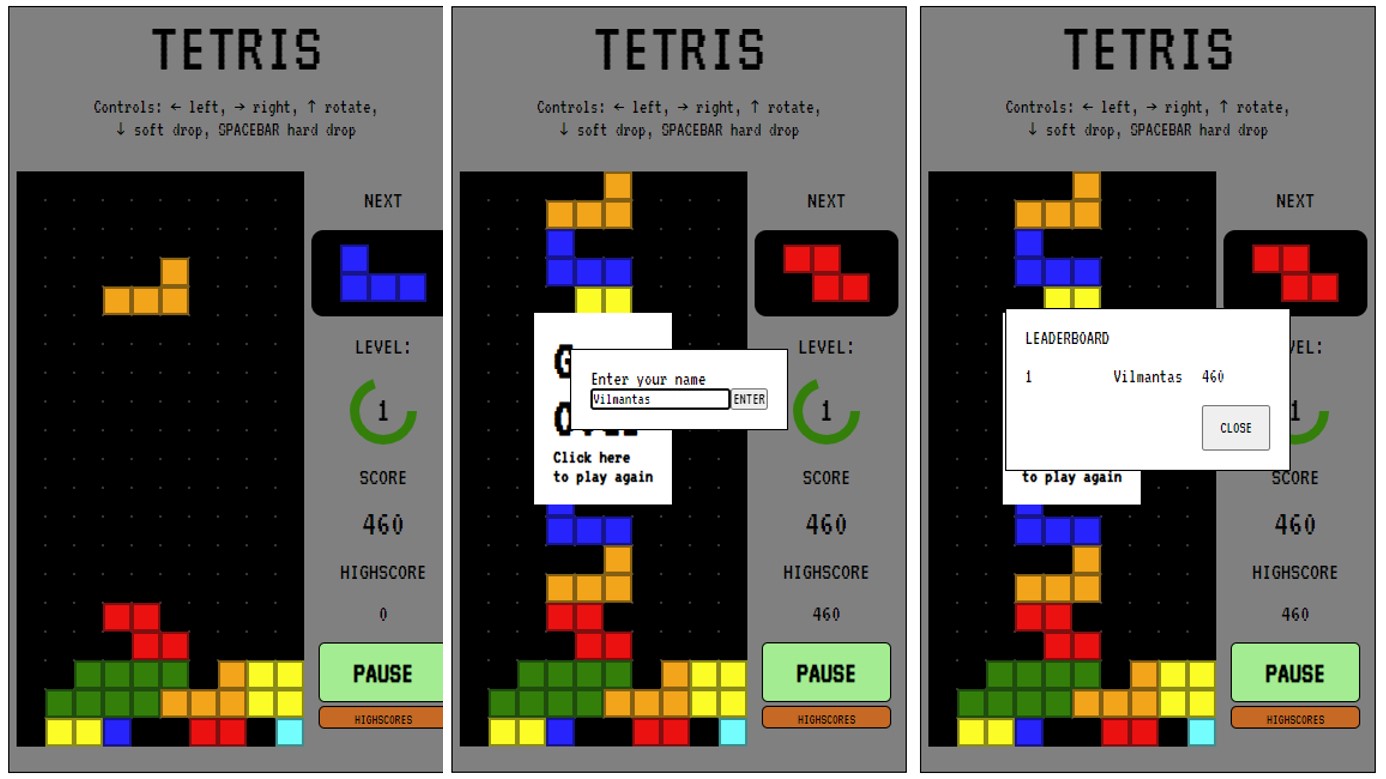 TETRIS
Controls: ← left, → right, ↑ rotate,
↓ soft drop, SPACEBAR hard drop
NEXT
LEVEL:
1
SCORE
460
HIGHSCORE
0
PAUSE
HIGHSCORES
TETRIS
Controls: ← left, → right, ↑ rotate,
↓ soft drop, SPACEBAR hard drop
NEXT
G
Enter your name
Vilmantas
ENTER
Click here
to play again
LEVEL:
1
SCORE
460
HIGHSCORE
460
PAUSE
HIGHSCORES
TETRIS
Controls: ← left, → right, ↑ rotate,
↓ soft drop, SPACEBAR hard drop
NEXT
LEADERBOARD
1 Vilmantas 460
CLOSE
to play again
VEL:
1
SCORE
460
HIGHSCORE
460
PAUSE
HIGHSCORES